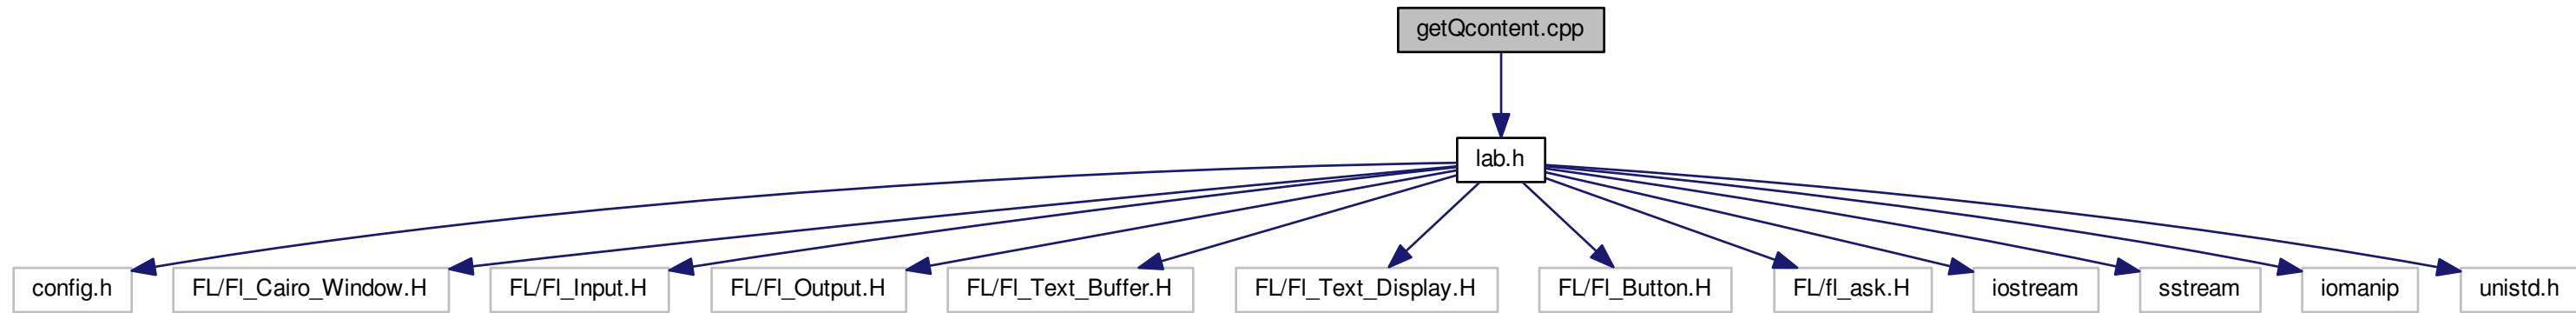 getQcontent.cpp
lab.h
config.h
FL/Fl_Cairo_Window.H
FL/Fl_Input.H
FL/Fl_Output.H
FL/Fl_Text_Buffer.H
FL/Fl_Text_Display.H
FL/Fl_Button.H
FL/fl_ask.H
iostream
sstream
iomanip
unistd.h